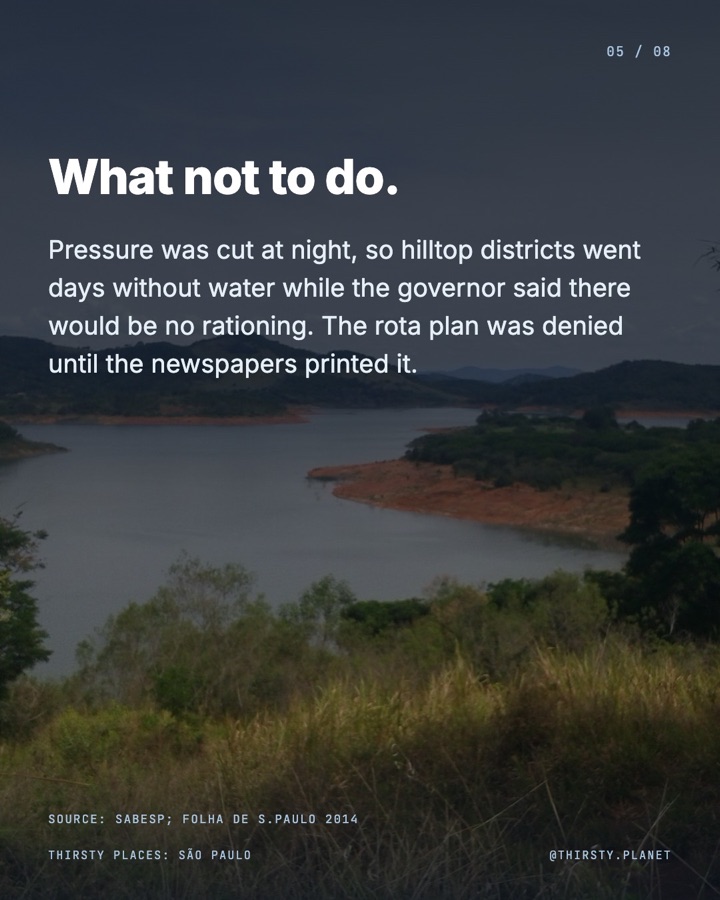 05 / 08
What not to do.
Pressure was cut at night, so hilltop districts went
days without water while the governor said there
would be no rationing. The rota plan was denied
until the newspapers printed it.
SOURCE: SABESP; FOLHA DE S.PAULO 2014
THIRSTY PLACES: SÃO PAULO
@THIRSTY.PLANET